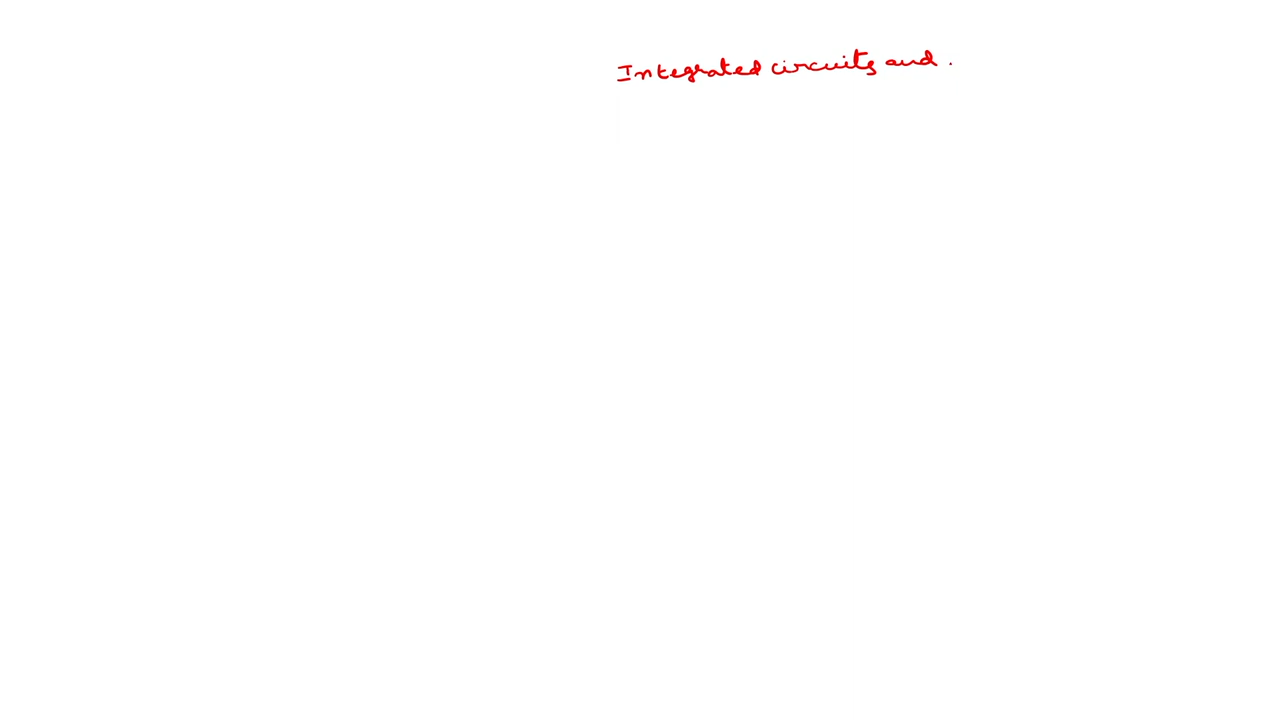 Integrated circuits and .